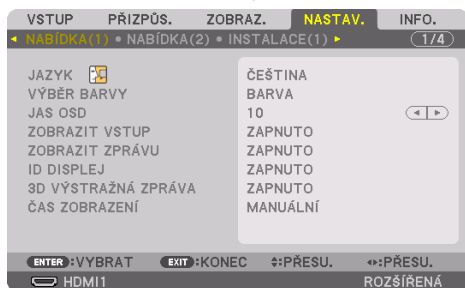 VSTUP PŘIZPŮS. ZOBRAZ. NASTAV. INFO.
NABÍDKA(1) • NABÍDKA(2) • INSTALACE(1) 1/4
JAZYK ČEŠTINA
VÝBĚR BARVY BARVA
JAS OSD 10
ZOBRAZIT VSTUP ZAPNUTO
ZOBRAZIT ZPRÁVU ZAPNUTO
ID DISPLEJ ZAPNUTO
3D VÝSTRAŽNÁ ZPRÁVA ZAPNUTO
ČAS ZOBRAZENÍ MANUÁLNÍ
ENTER :VYBRAT EXIT :KONEC :PŘESU. :PŘESU.
HDMI1 ROZŠÍŘENÁ